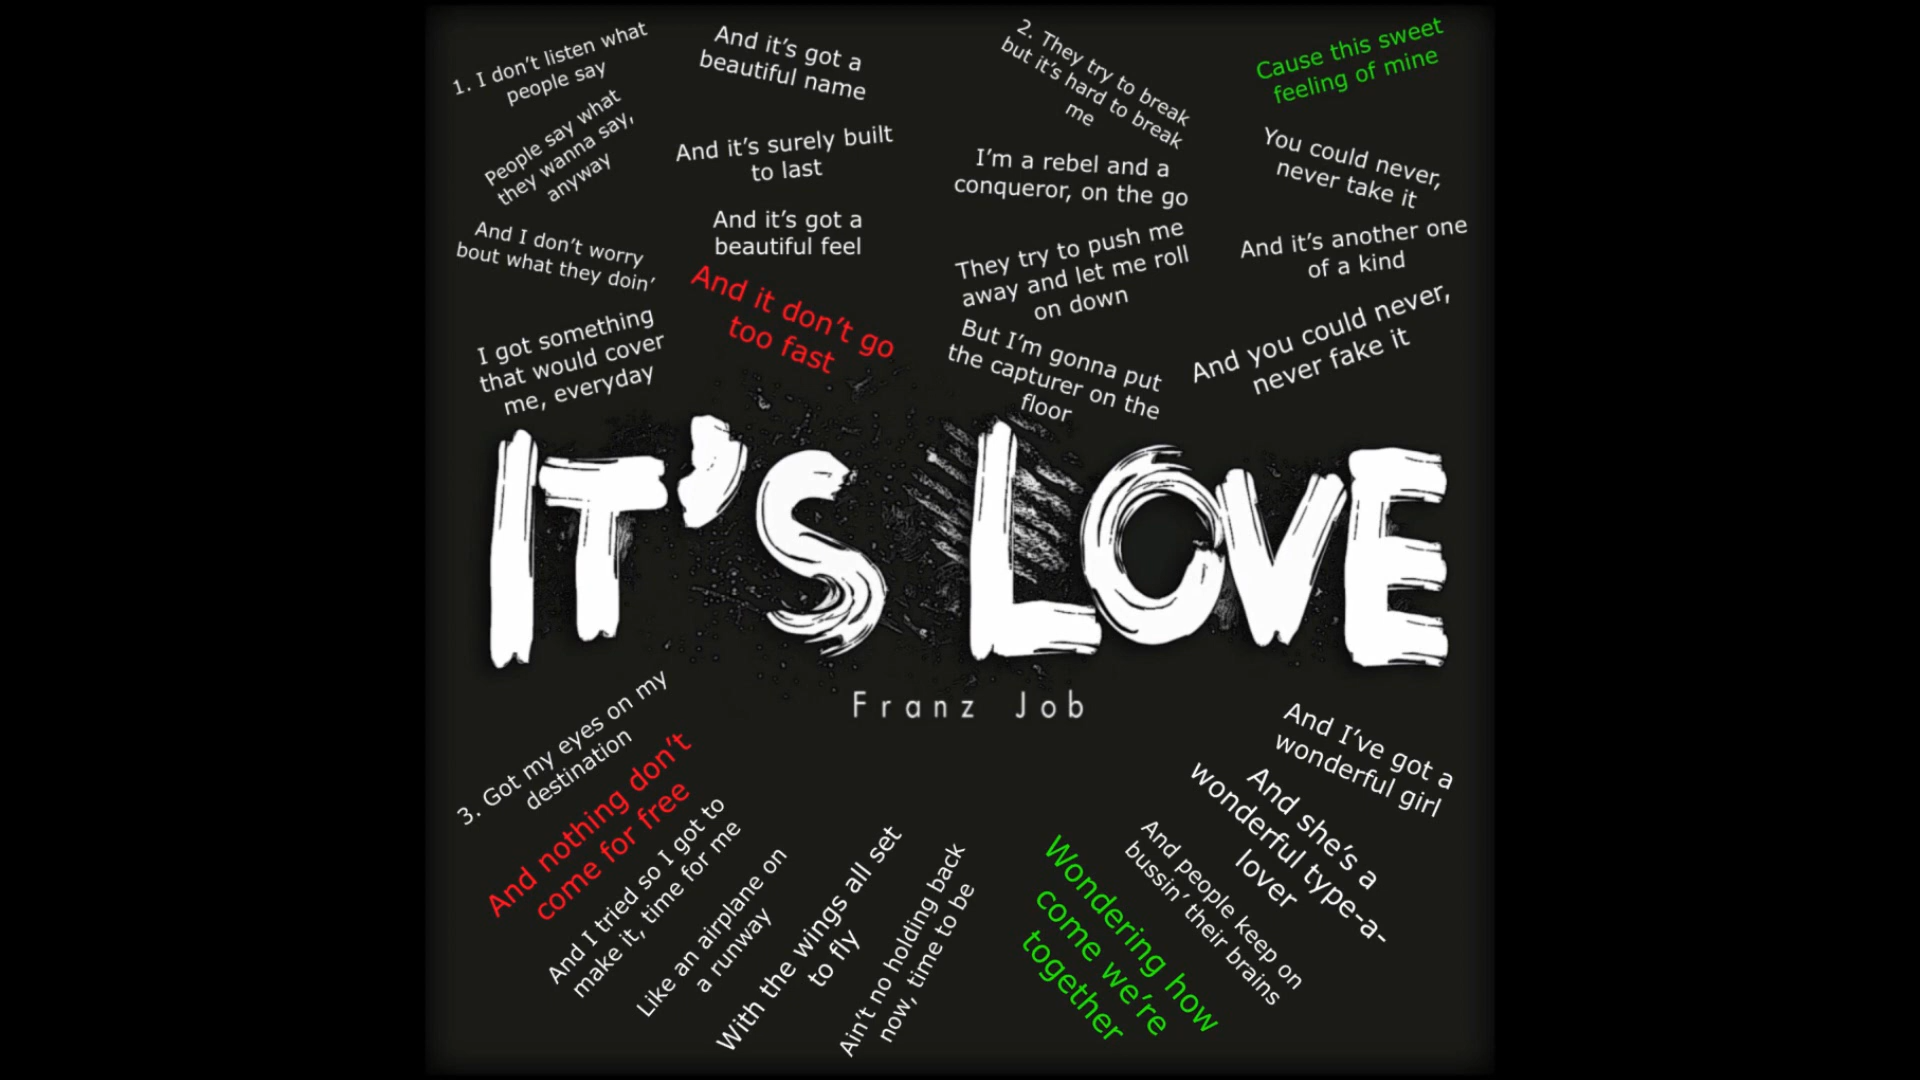 1. I don’t listen what
people say
People say what
they wanna say,
anyway
And I don’t worry
bout what they doin’
I got something
that would cover
me, everyday
And it’s got a
beautiful name
And it’s surely built
to last
And it’s got a
beautiful feel
And it don’t go
too fast
2. They try to break
but it’s hard to break
me
I’m a rebel and a
conqueror, on the go
They try to push me
away and let me roll
on down
But I’m gonna put
the capturer on the
floor
Cause this sweet
feeling of mine
You could never,
never take it
And it’s another one
of a kind
And you could never,
never fake it
IT’S LOVE
Franz Job
3. Got my eyes on my
destination
And nothing don’t
come for free
And I tried so I got to
make it, time for me
Like an airplane on
a runway
With the wings all set
to fly
Ain’t no holding back
now, time to be
And I’ve got a
wonderful girl
And she’s a
wonderful type-a-
lover
And people keep on
bussin’ their brains
Wondering how
come we’re
together